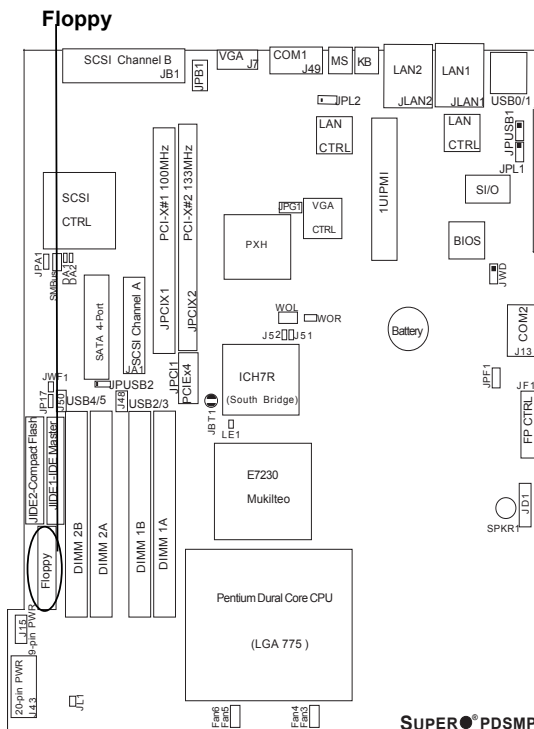 Floppy
SCSI Channel B
JB1
JPB1
VGA
J7
COM1
J49
MS
KB
LAN2
JLAN2
LAN1
JLAN1
USB0/1
JPL2
LAN
CTRL
LAN
CTRL
JPUSB1
JPL1
SCSI
CTRL
PCI-X#1 100MHz
JPCIX1
PCI-X#2 133MHz
JPCIX2
JPG1
VGA
CTRL
1UIPMI
SI/O
PXH
BIOS
JWD
JPA1
SMBus
DA1
DA2
SATA 4-Port
SCSI Channel A
JA1
WOL
WOR
J52
J51
Battery
COM2
J13
JPCI1
PCIEx4
ICH7R
(South Bridge)
JPF1
JF1
FP CTRL
JWF1
JP17
JPUSB2
J50
USB4/5
J48
USB2/3
JBT1
LE1
JIDE2-Compact Flash
JIDE1-IDE Master
E7230
Mukilteo
JD1
SPKR1
DIMM 2B
DIMM 2A
DIMM 1B
DIMM 1A
Floppy
Pentium Dural Core CPU
(LGA 775 )
J15
9-pin PWR
20-pin PWR
J43
JL1
Fan6
Fan5
Fan4
Fan3
SUPER®PDSMP